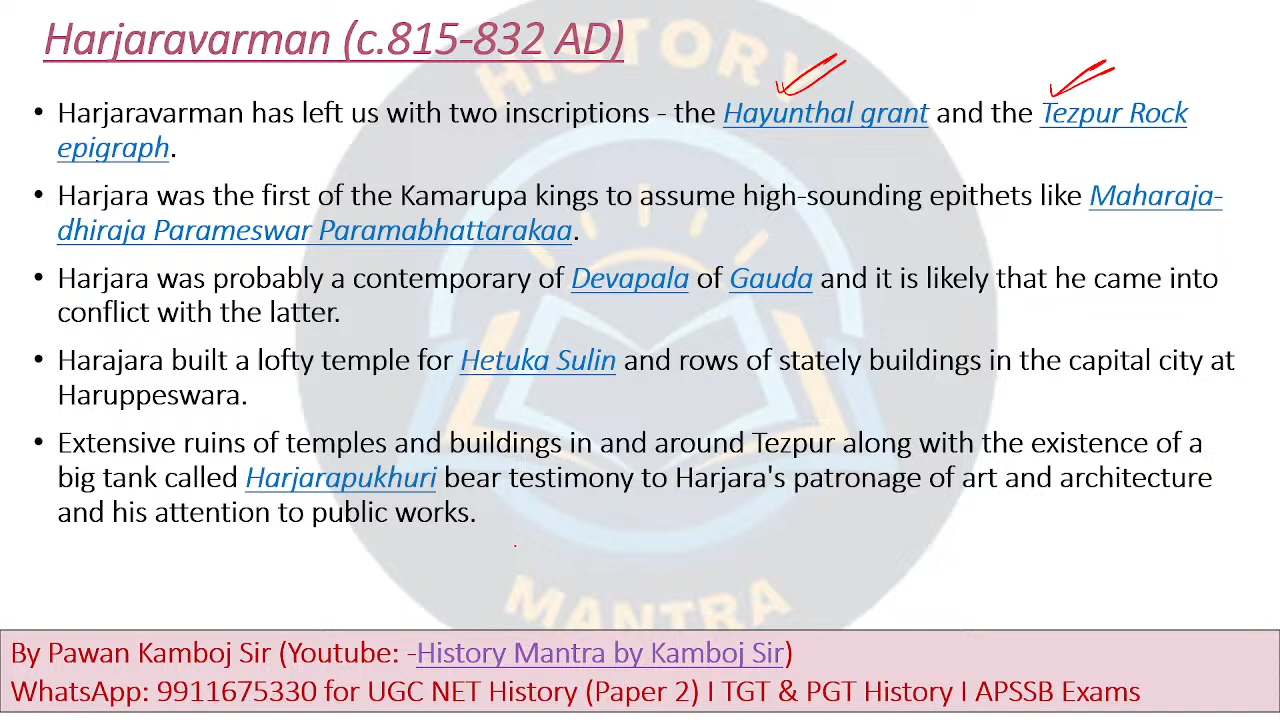 Harjaravarman (c.815-832 AD)
• Harjaravarman has left us with two inscriptions - the Hayunthal grant and the Tezpur Rock
epigraph.
• Harjara was the first of the Kamarupa kings to assume high-sounding epithets like Maharaja-
dhiraja Parameswar Paramabhattarakaa.
• Harjara was probably a contemporary of Devapala of Gauda and it is likely that he came into
conflict with the latter.
• Harajara built a lofty temple for Hetuka Sulin and rows of stately buildings in the capital city at
Haruppeswara.
• Extensive ruins of temples and buildings in and around Tezpur along with the existence of a
big tank called Harjarapukhuri bear testimony to Harjara's patronage of art and architecture
and his attention to public works.
HISTORY
MANTRA
By Pawan Kamboj Sir (Youtube: -History Mantra by Kamboj Sir)
WhatsApp: 9911675330 for UGC NET History (Paper 2) I TGT & PGT History I APSSB Exams